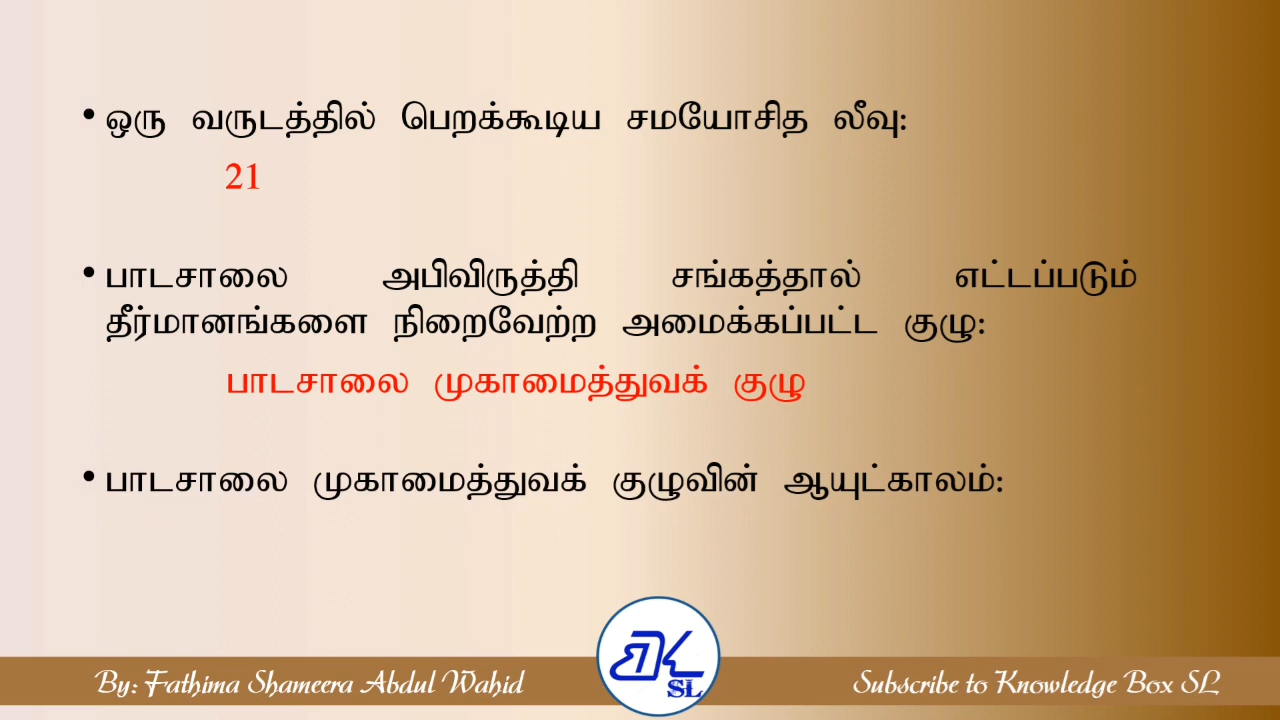 • ஒரு வருடத்தில் பெறக்கூடிய சமயோசித லீவு:
21
• பாடசாலை அபிவிருத்தி சங்கத்தால் எட்டப்படும்
தீர்மானங்களை நிறைவேற்ற அமைக்கப்பட்ட குழு:
பாடசாலை முகாமைத்துவக் குழு
• பாடசாலை முகாமைத்துவக் குழுவின் ஆயுட்காலம்:
By: Fathima Shameera Abdul Wahid
SL
Subscribe to Knowledge Box SL